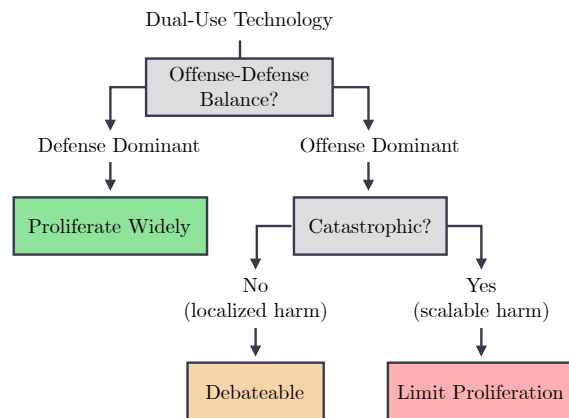 Dual-Use Technology
Offense-Defense
Balance?
Defense Dominant
Offense Dominant
Proliferate Widely
Catastrophic?
No
(localized harm)
Yes
(scalable harm)
Debateable
Limit Proliferation